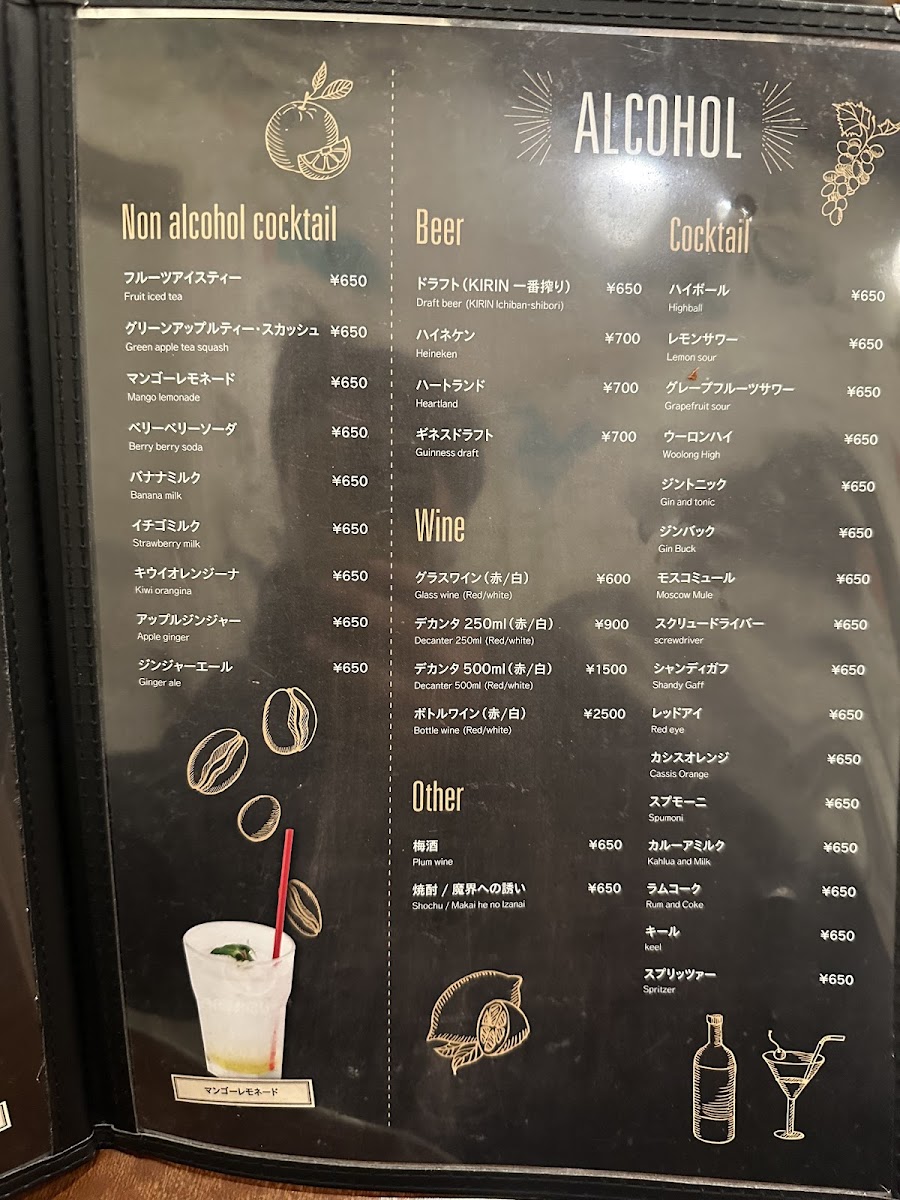 Non alcohol cocktail
フルーツアイスティー ¥650
Fruit iced tea
グリーンアップルティー・スカッシュ ¥650
Green apple tea squash
マンゴーレモネード ¥650
Mango lemonade
ベリーベリーソーダ ¥650
Berry berry soda
バナナミルク ¥650
Banana milk
イチゴミルク ¥650
Strawberry milk
キウイオレンジーナ ¥650
Kiwi orangina
アップルジンジャー ¥650
Apple ginger
ジンジャーエール ¥650
Ginger ale
マンゴーレモネード
ALCOHOL
Beer
ドラフト(KIRIN 一番搾り) ¥650
Draft beer (KIRIN Ichiban-shibori)
ハイネケン ¥700
Heineken
ハートランド ¥700
Heartland
ギネスドラフト ¥700
Guinness draft
Wine
グラスワイン(赤/白) ¥600
Glass wine (Red/white)
デカンタ 250ml(赤/白) ¥900
Decanter 250ml (Red/white)
デカンタ 500ml(赤/白) ¥1500
Decanter 500ml (Red/white)
ボトルワイン(赤/白) ¥2500
Bottle wine (Red/white)
Other
梅酒 ¥650
Plum wine
焼酎 / 魔界への誘い ¥650
Shochu / Makai he no Izanai
Cocktail
ハイボール ¥650
Highball
レモンサワー ¥650
Lemon sour
グレープフルーツサワー ¥650
Grapefruit sour
ウーロンハイ ¥650
Woolong High
ジントニック ¥650
Gin and tonic
ジンバック ¥650
Gin Buck
モスコミュール ¥650
Moscow Mule
スクリュードライバー ¥650
screwdriver
シャンディガフ ¥650
Shandy Gaff
レッドアイ ¥650
Red eye
カシスオレンジ ¥650
Cassis Orange
スプモーニ ¥650
Spumoni
カルーアミルク ¥650
Kahlua and Milk
ラムコーク ¥650
Rum and Coke
キール ¥650
keel
スプリッツァー ¥650
Spritzer